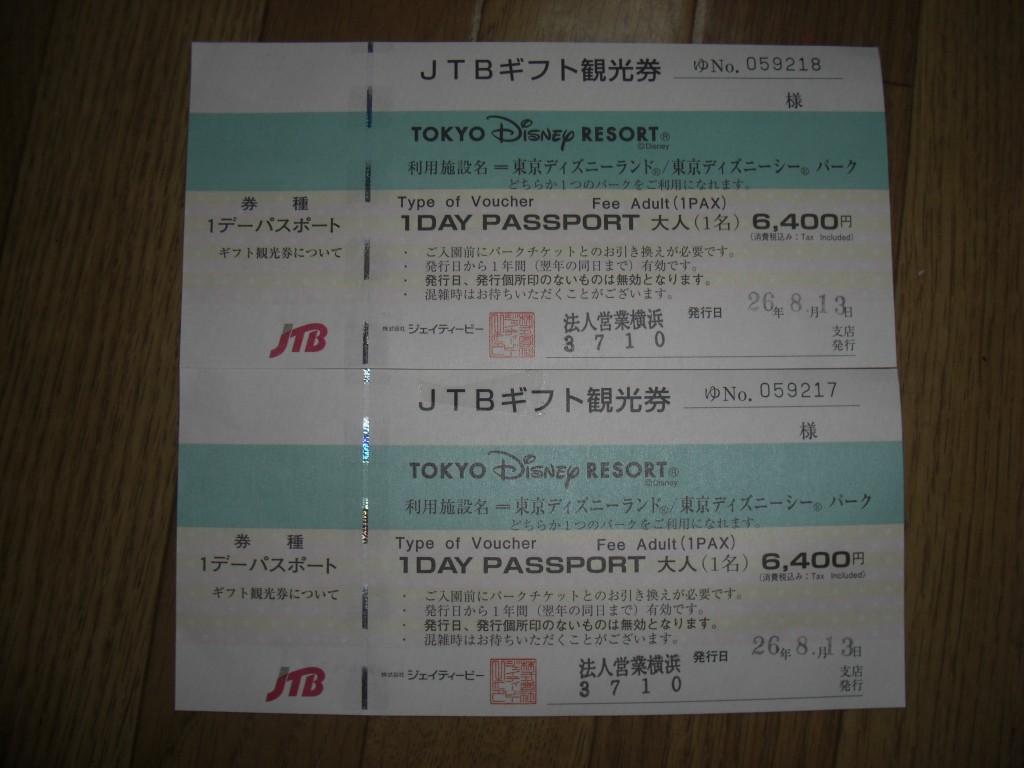 JTBギフト観光券 ゆNo. 059218
様
TOKYO Disney RESORT®
©Disney
利用施設名=東京ディズニーランド®/東京ディズニーシー® パーク
どちらか1つのパークをご利用になれます。
券種 Type of Voucher Fee Adult(1PAX)
1デーパスポート 1DAY PASSPORT 大人(1名) 6,400円
(消費税込み:Tax Included)
ギフト観光券について ・ご入園前にパークチケットとのお引き換えが必要です。
・発行日から1年間(翌年の同日まで)有効です。
・発行日、発行個所印のないものは無効となります。
・混雑時はお待ちいただくことがございます。
発行日 26年8.月13日
JTB 株式会社 ジェイティービー 法人営業横浜 支店
3710 発行
JTBギフト観光券 ゆNo. 059217
様
TOKYO Disney RESORT®
©Disney
利用施設名=東京ディズニーランド®/東京ディズニーシー® パーク
どちらか1つのパークをご利用になれます。
券種 Type of Voucher Fee Adult(1PAX)
1デーパスポート 1DAY PASSPORT 大人(1名) 6,400円
(消費税込み:Tax Included)
ギフト観光券について ・ご入園前にパークチケットとのお引き換えが必要です。
・発行日から1年間(翌年の同日まで)有効です。
・発行日、発行個所印のないものは無効となります。
・混雑時はお待ちいただくことがございます。
発行日 26年8.月13日
JTB 株式会社 ジェイティービー 法人営業横浜 支店
3710 発行